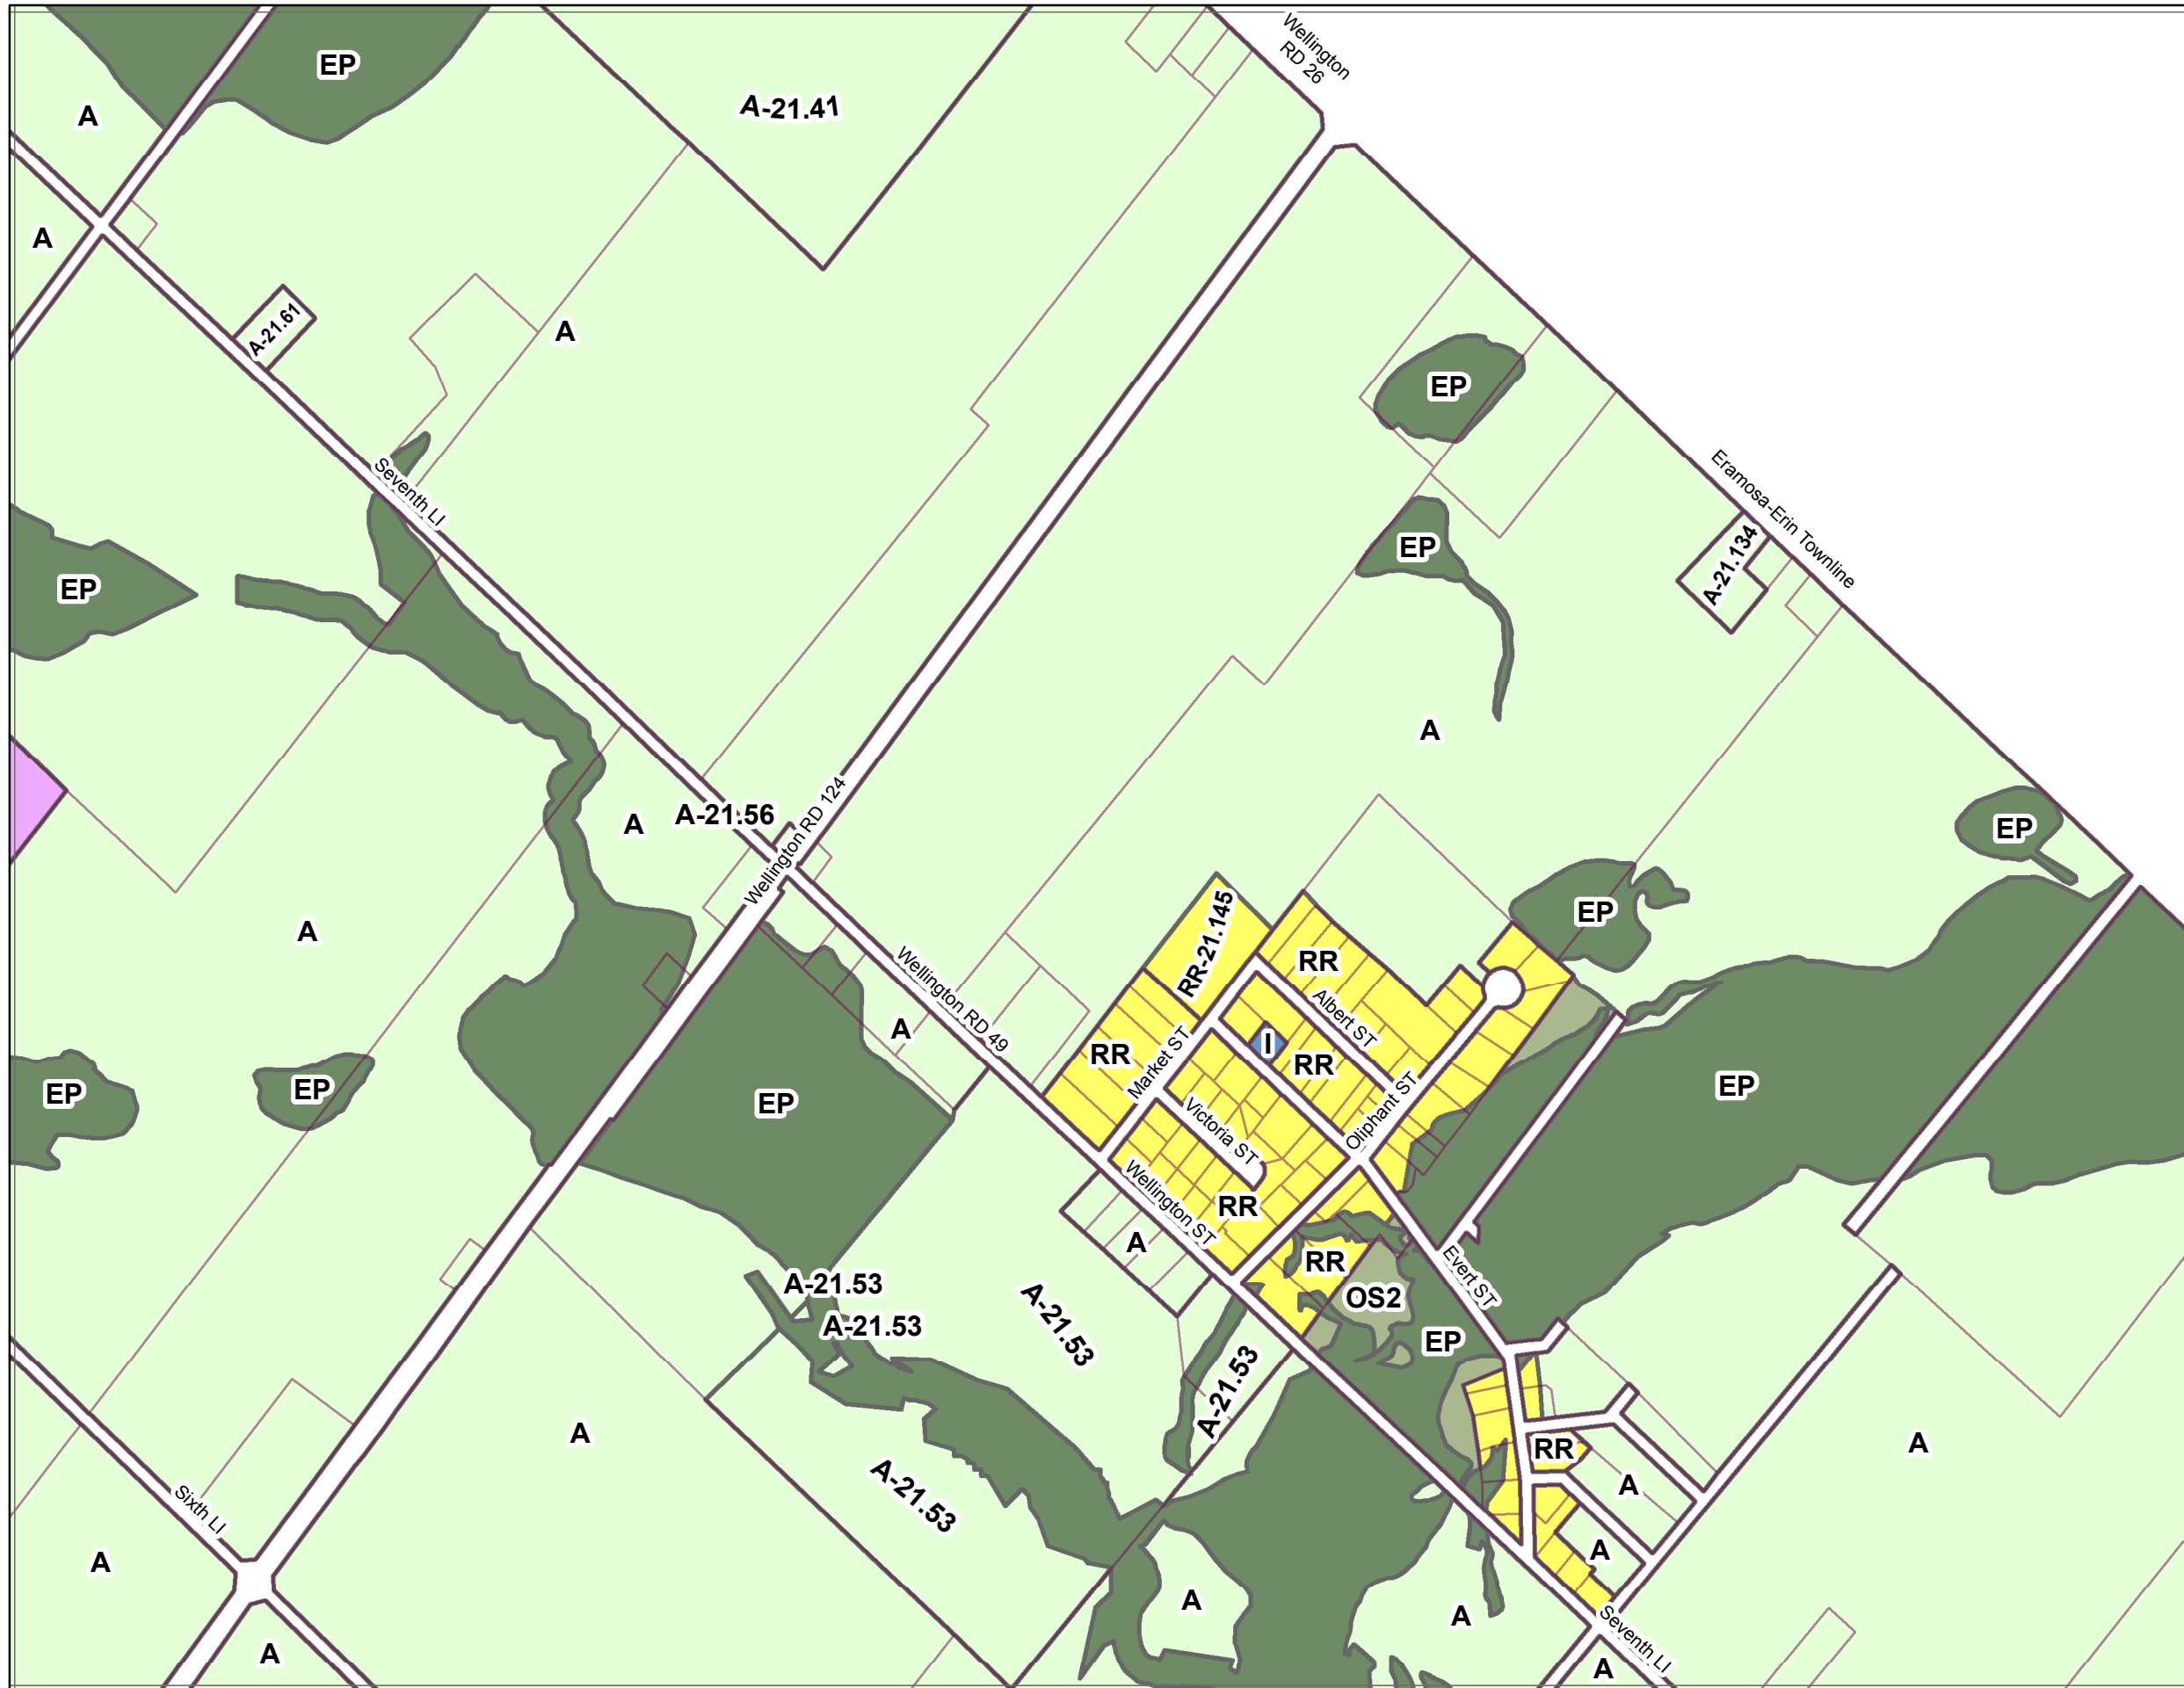 Wellington
RD 26
EP
A-21.41
A
A
A-21.61
A
EP
Seventh LI
Eramosa-Erin Townline
EP
A-21.134
EP
A
A-21.56
A
Wellington RD 124
EP
A
RR-21.145
EP
RR
Wellington RD 49
Albert ST
A
I
RR
RR
Market ST
EP
EP
EP
EP
Oliphant ST
Victoria ST
Wellington ST
RR
A
RR
Evert ST
A-21.53
OS2
A-21.53
A-21.53
EP
A-21.53
A
A
RR
A-21.53
A
Sixth LI
A
A
A
A
Seventh LI
A
A